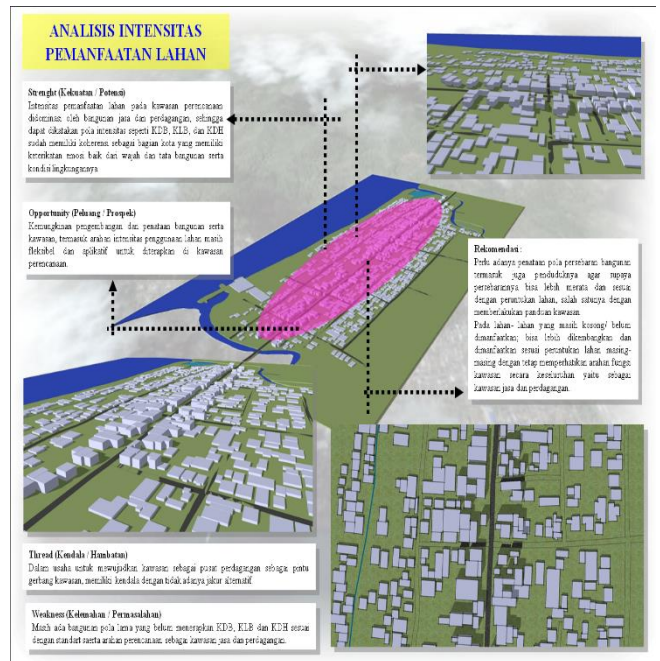 ANALISIS INTENSITAS
PEMANFAATAN LAHAN
Strenght (Kekuatan / Potensi)
Intensitas pemanfaatan lahan pada kawasan perencanaan
didominasi oleh bangunan jasa dan perdagangan, sehingga
dapat dikatakan pola intensitas seperti KDB, KLB, dan KDH
sudah memiliki koherensi sebagai bagian kota yang memiliki
keterikatan emosi baik dari wajah dan tata bangunan serta
kondisi lingkungannya
Opportunity (Peluang / Prospek)
Kemungkinan pengembangan dan penataan bangunan serta
kawasan, termasuk arahan intensitas penggunaan lahan masih
fleksibel dan aplikatif untuk diterapkan di kawasan
perencanaan.
Rekomendasi :
Perlu adanya penataan pola persebaran bangunan
termasuk juga penduduknya agar supaya
persebarannya bisa lebih merata dan sesuai
dengan peruntukan lahan, salah satunya dengan
memberlakukan panduan kawasan.
Pada lahan- lahan yang masih kosong/ belum
dimanfaatkan; bisa lebih dikembangkan dan
dimanfaatkan sesuai peruntukan lahan masing-
masing dengan tetap memperhatikan arahan fungsi
kawasan secara keseluruhan yaitu sebagai
kawasan jasa dan perdagangan.
Thread (Kendala / Hambatan)
Dalam usaha untuk mewujudkan kawasan sebagai pusat perdagangan sebagai pintu
gerbang kawasan, memiliki kendala dengan tidak adanya jalur alternatif.
Weakness (Kelemahan / Permasalahan)
Masih ada bangunan pola lama yang belum menerapkan KDB, KLB dan KDH sesuai
dengan standart saerta arahan perencanaan sebagai kawasan jasa dan perdagangan.